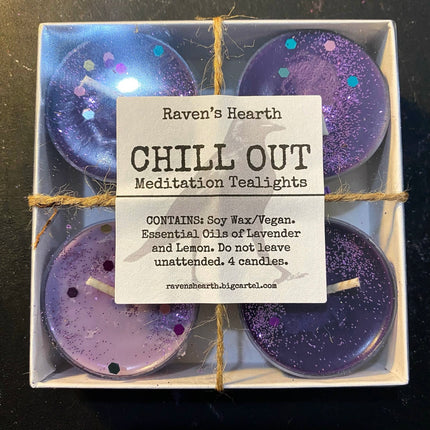 Raven's Hearth
CHILL OUT
Meditation Tealights
CONTAINS: Soy Wax/Vegan.
Essential Oils of Lavender
and Lemon. Do not leave
unattended. 4 candles.
ravenshearth.bigcartel.com